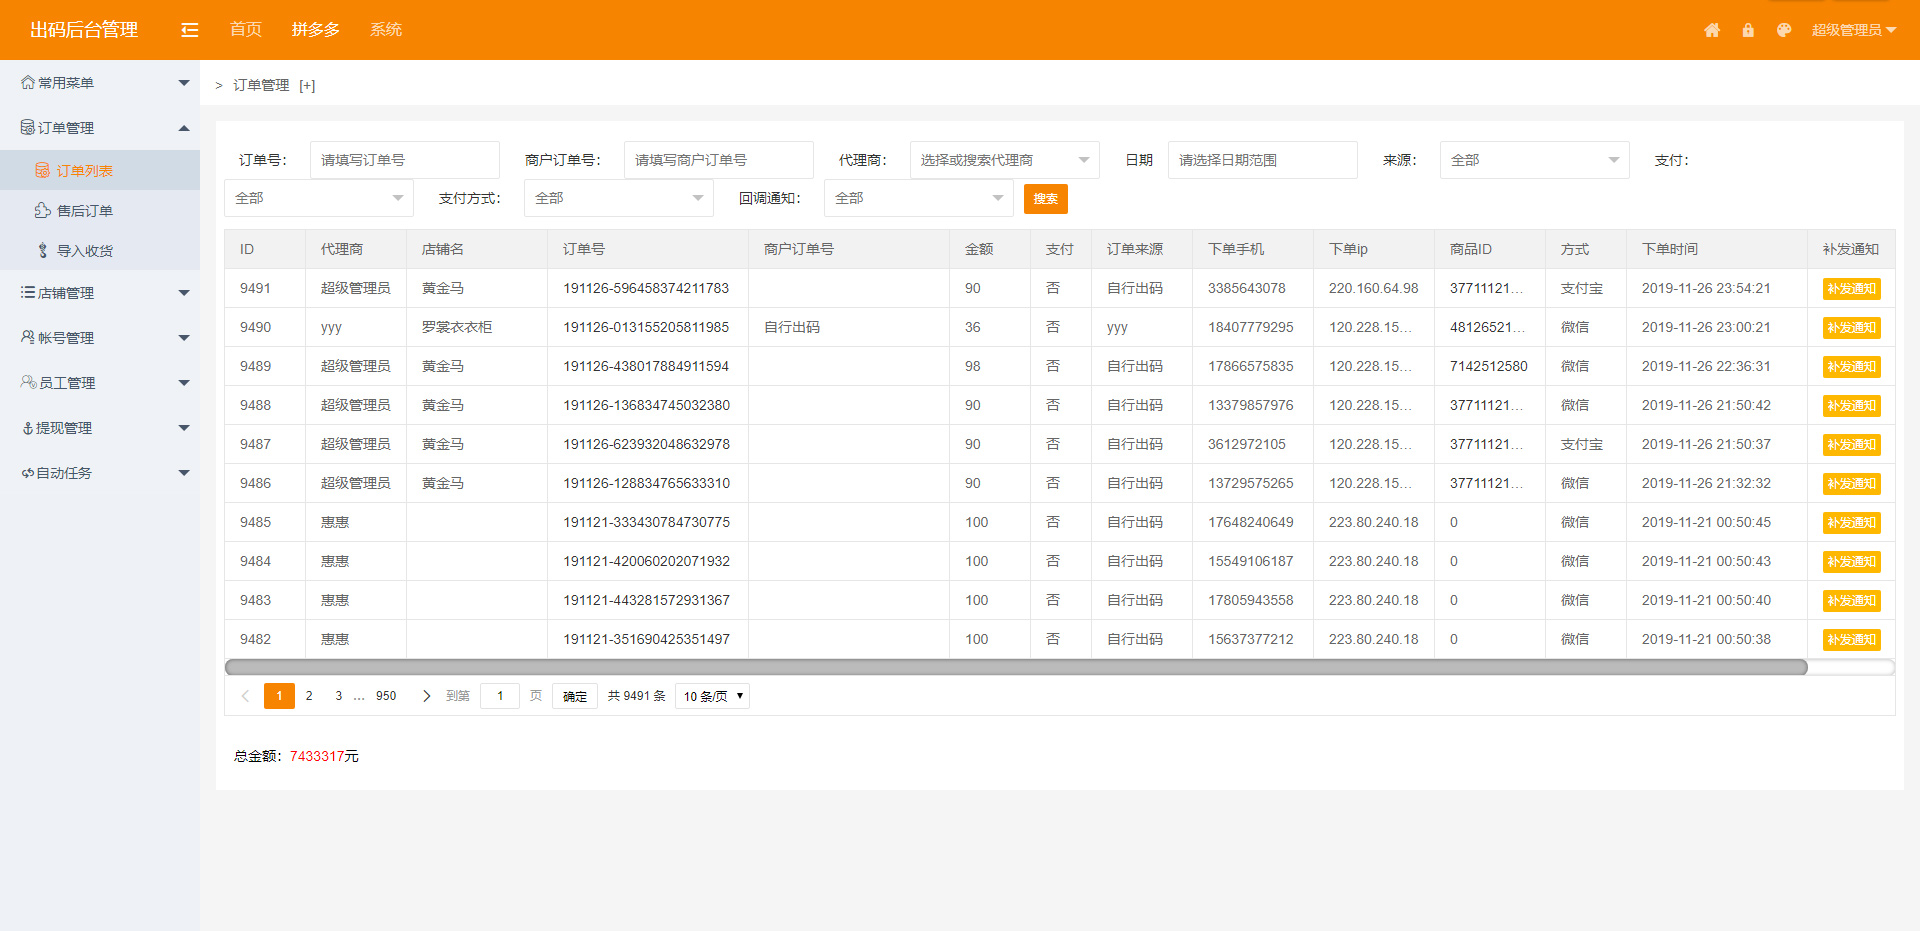 出码后台管理 首页 拼多多 系统 超级管理员
常用菜单
订单管理
订单列表
售后订单
导入收货
店铺管理
帐号管理
员工管理
提现管理
自动任务
> 订单管理 [+]
订单号： 请填写订单号 商户订单号： 请填写商户订单号 代理商： 选择或搜索代理商 日期 请选择日期范围 来源： 全部 支付：
全部 支付方式： 全部 回调通知： 全部 搜索
ID 代理商 店铺名 订单号 商户订单号 金额 支付 订单来源 下单手机 下单ip 商品ID 方式 下单时间 补发通知
9491 超级管理员 黄金马 191126-596458374211783 90 否 自行出码 3385643078 220.160.64.98 37711121... 支付宝 2019-11-26 23:54:21 补发通知
9490 yyy 罗裳衣衣柜 191126-013155205811985 自行出码 36 否 yyy 18407779295 120.228.15... 48126521... 微信 2019-11-26 23:00:21 补发通知
9489 超级管理员 黄金马 191126-438017884911594 98 否 自行出码 17866575835 120.228.15... 7142512580 微信 2019-11-26 22:36:31 补发通知
9488 超级管理员 黄金马 191126-136834745032380 90 否 自行出码 13379857976 120.228.15... 37711121... 微信 2019-11-26 21:50:42 补发通知
9487 超级管理员 黄金马 191126-623932048632978 90 否 自行出码 3612972105 120.228.15... 37711121... 支付宝 2019-11-26 21:50:37 补发通知
9486 超级管理员 黄金马 191126-128834765633310 90 否 自行出码 13729575265 120.228.15... 37711121... 微信 2019-11-26 21:32:32 补发通知
9485 惠惠 191121-333430784730775 100 否 自行出码 17648240649 223.80.240.18 0 微信 2019-11-21 00:50:45 补发通知
9484 惠惠 191121-420060202071932 100 否 自行出码 15549106187 223.80.240.18 0 微信 2019-11-21 00:50:43 补发通知
9483 惠惠 191121-443281572931367 100 否 自行出码 17805943558 223.80.240.18 0 微信 2019-11-21 00:50:40 补发通知
9482 惠惠 191121-351690425351497 100 否 自行出码 15637377212 223.80.240.18 0 微信 2019-11-21 00:50:38 补发通知
1 2 3 ... 950 到第 1 页 确定 共 9491 条 10 条/页
总金额：7433317元